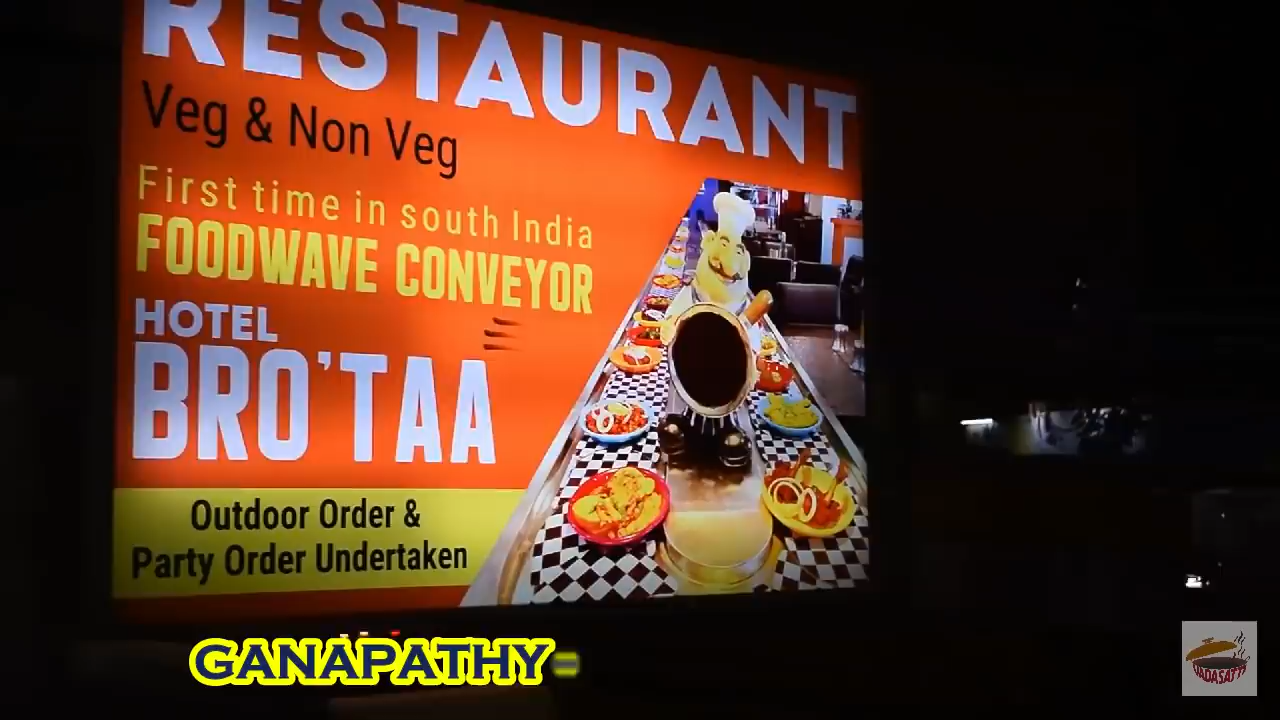 RESTAURANT
Veg & Non Veg
First time in south India
FOODWAVE CONVEYOR
HOTEL
BRO'TAA
Outdoor Order &
Party Order Undertaken
GANAPATHY